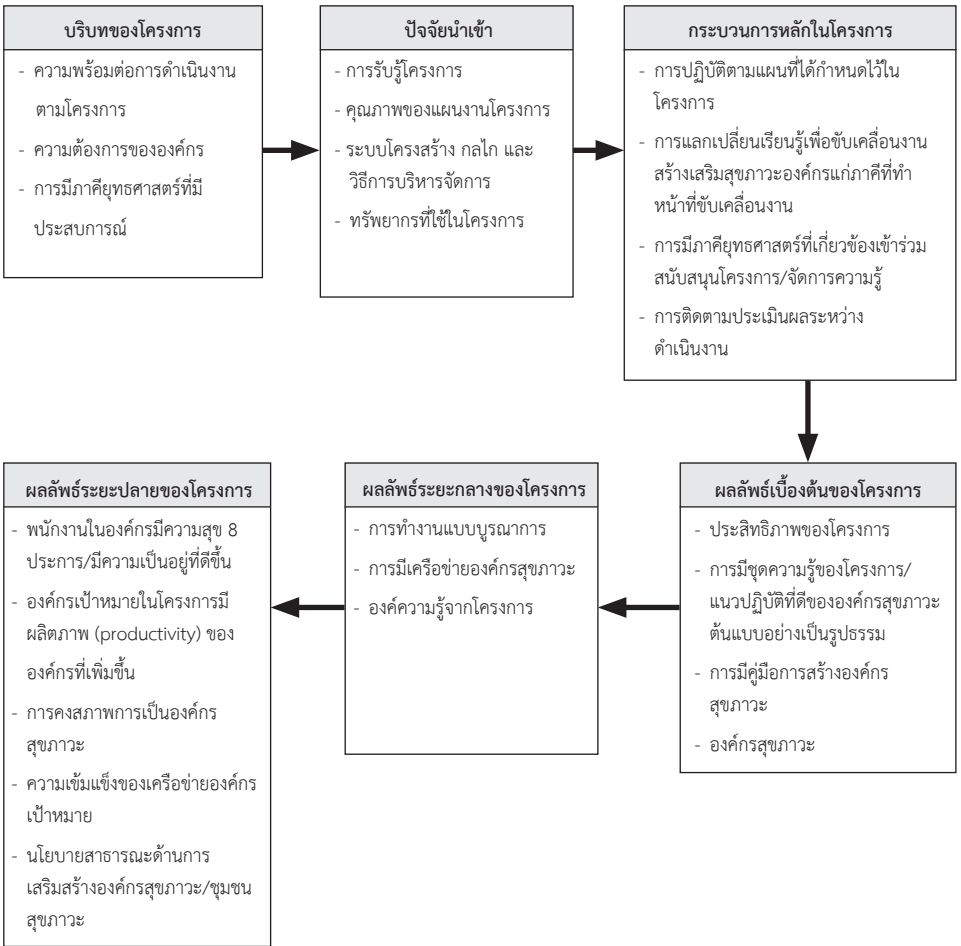 บริบทของโครงการ
- ความพร้อมต่อการดำเนินงาน
ตามโครงการ
- ความต้องการขององค์กร
- การมีภาคียุทธศาสตร์ที่มี
ประสบการณ์
ปัจจัยนำเข้า
- การรับรู้โครงการ
- คุณภาพของแผนงานโครงการ
- ระบบโครงสร้าง กลไก และ
วิธีการบริหารจัดการ
- ทรัพยากรที่ใช้ในโครงการ
กระบวนการหลักในโครงการ
- การปฏิบัติตามแผนที่ได้กำหนดไว้ใน
โครงการ
- การแลกเปลี่ยนเรียนรู้เพื่อขับเคลื่อนงาน
สร้างเสริมสุขภาวะองค์กรแก่ภาคีที่ทำ
หน้าที่ขับเคลื่อนงาน
- การมีภาคียุทธศาสตร์ที่เกี่ยวข้องเข้าร่วม
สนับสนุนโครงการ/จัดการความรู้
- การติดตามประเมินผลระหว่าง
ดำเนินงาน
ผลลัพธ์เบื้องต้นของโครงการ
- ประสิทธิภาพของโครงการ
- การมีชุดความรู้ของโครงการ/
แนวปฏิบัติที่ดีขององค์กรสุขภาวะ
ต้นแบบอย่างเป็นรูปธรรม
- การมีคู่มือการสร้างองค์กร
สุขภาวะ
- องค์กรสุขภาวะ
ผลลัพธ์ระยะกลางของโครงการ
- การทำงานแบบบูรณาการ
- การมีเครือข่ายองค์กรสุขภาวะ
- องค์ความรู้จากโครงการ
ผลลัพธ์ระยะปลายของโครงการ
- พนักงานในองค์กรมีความสุข 8
ประการ/มีความเป็นอยู่ที่ดีขึ้น
- องค์กรเป้าหมายในโครงการมี
ผลิตภาพ (productivity) ของ
องค์กรที่เพิ่มขึ้น
- การคงสภาพการเป็นองค์กร
สุขภาวะ
- ความเข้มแข็งของเครือข่ายองค์กร
เป้าหมาย
- นโยบายสาธารณะด้านการ
เสริมสร้างองค์กรสุขภาวะ/ชุมชน
สุขภาวะ